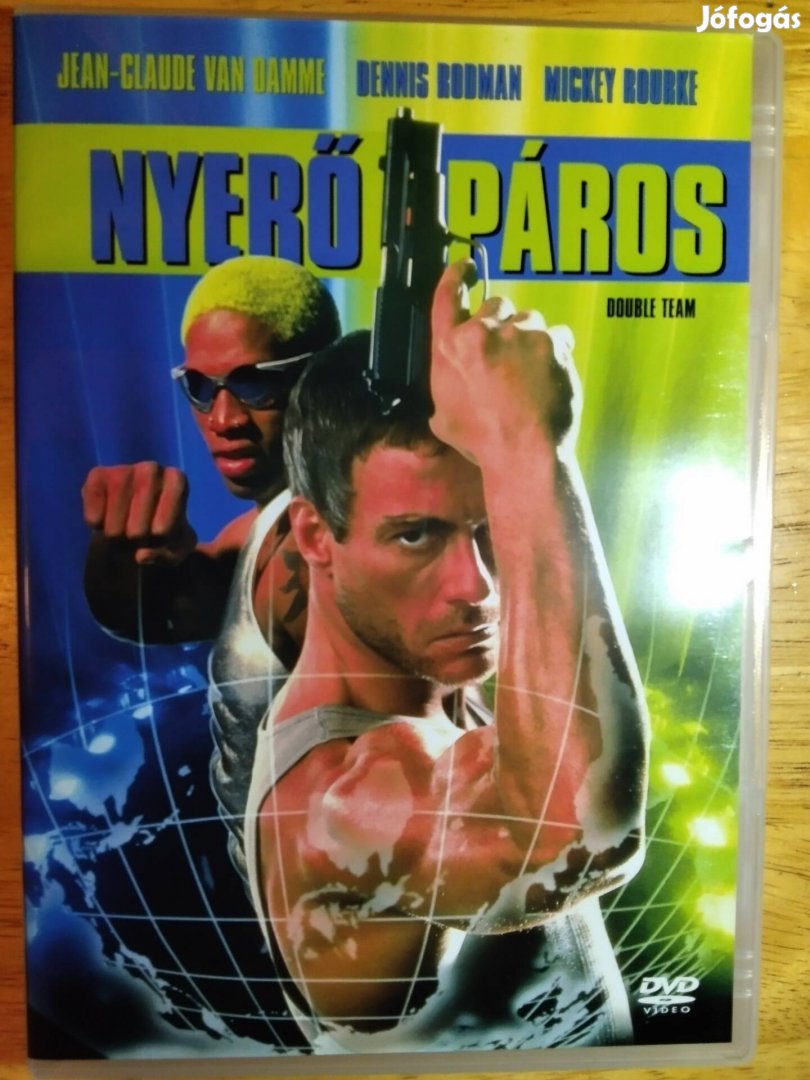 Jófogás
JEAN-CLAUDE VAN DAMME DENNIS RODMAN MICKEY ROURKE
NYERŐ PÁROS
DOUBLE TEAM
DVD
VIDEO